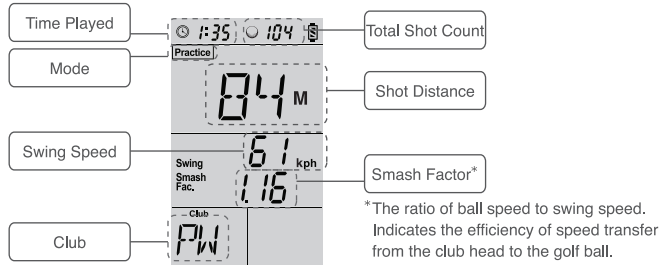 Time Played
1:35
104
Total Shot Count
Mode
Practice
84 M
Shot Distance
Swing Speed
Swing
61 kph
Smash
Fac.
1.16
Smash Factor*
*The ratio of ball speed to swing speed.
Indicates the efficiency of speed transfer
from the club head to the golf ball.
Club
Club
PW